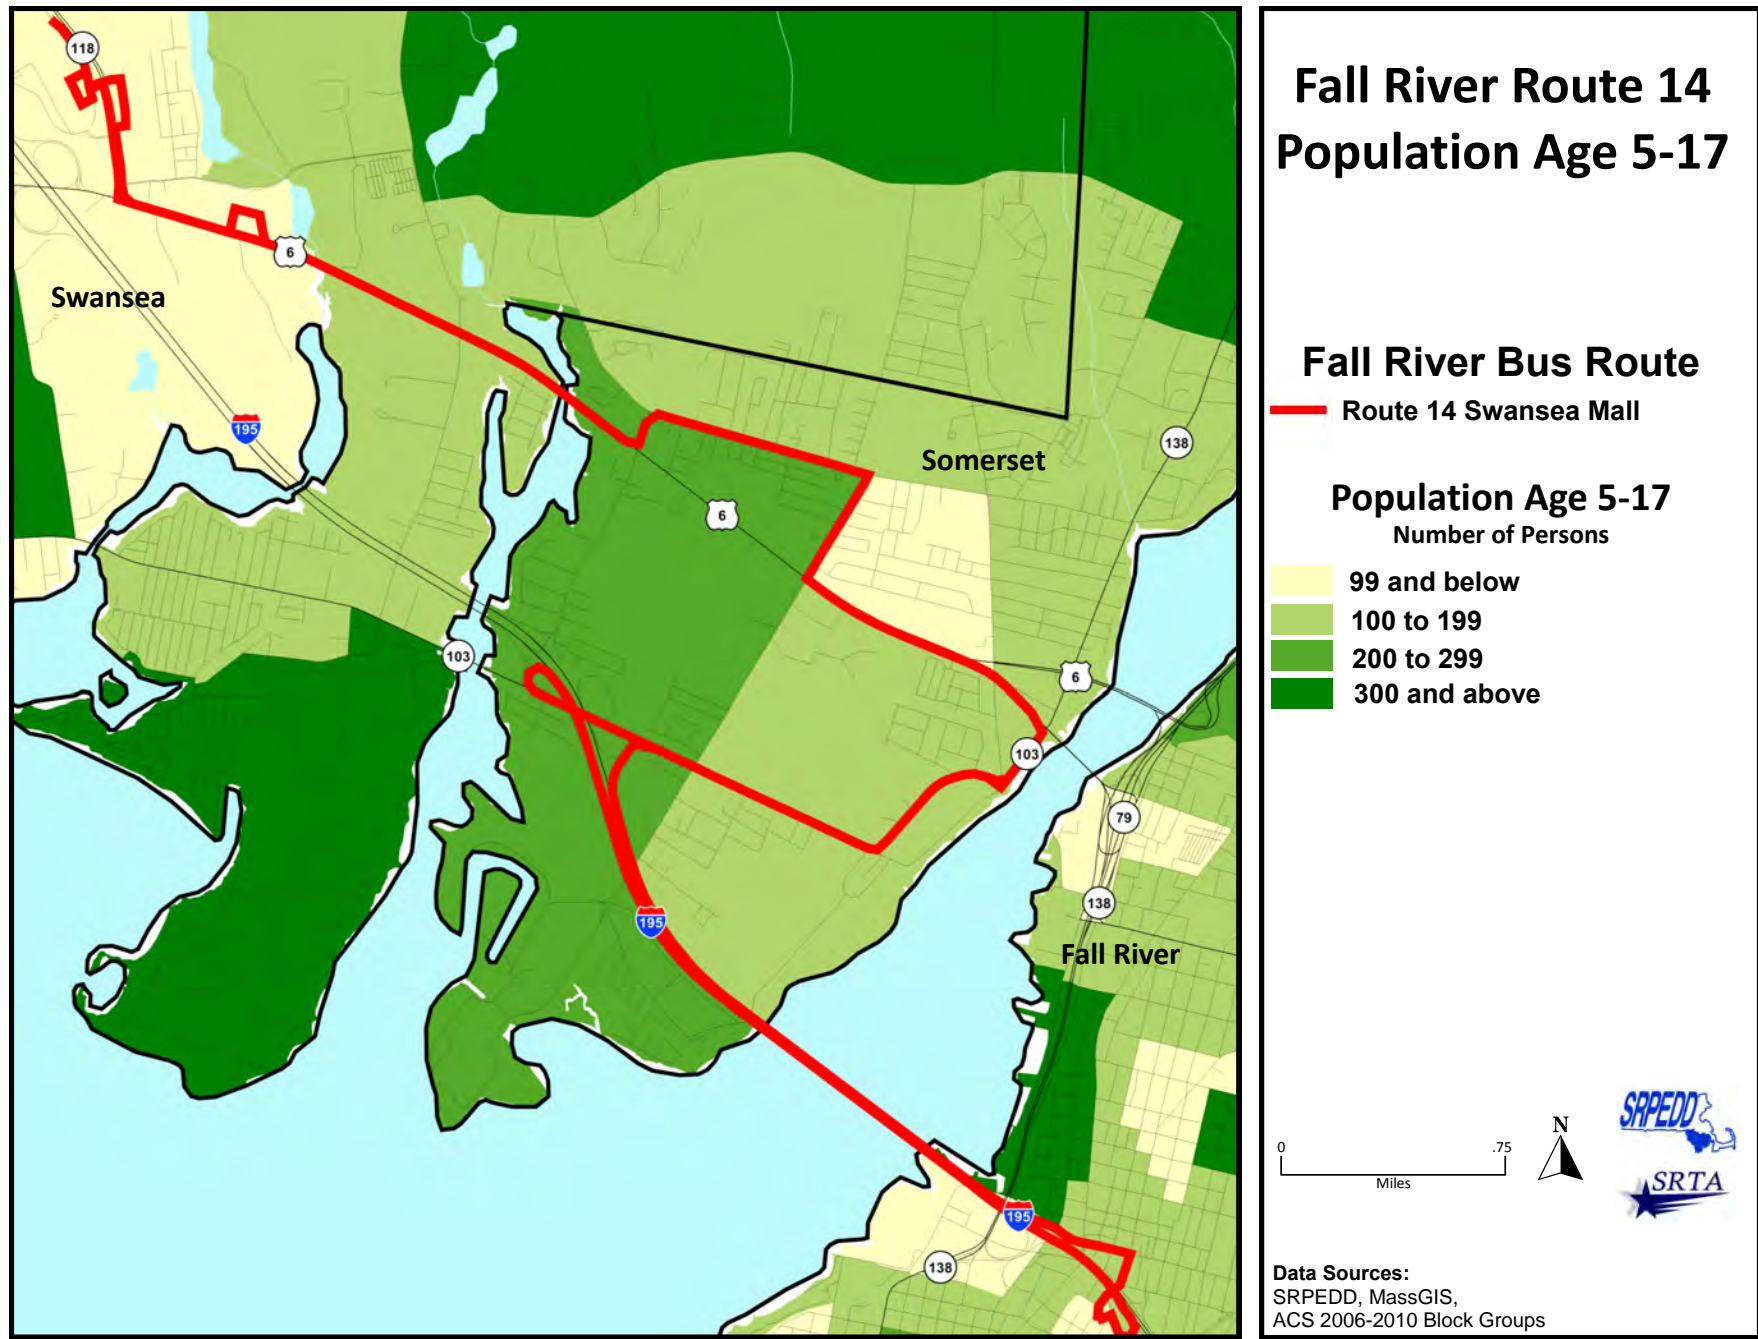 Fall River Route 14
Population Age 5-17
Fall River Bus Route
Route 14 Swansea Mall
Population Age 5-17
Number of Persons
99 and below
100 to 199
200 to 299
300 and above
0 .75
Miles
N
SRPEDD
SRTA
Data Sources:
SRPEDD, MassGIS,
ACS 2006-2010 Block Groups
118
6
Swansea
195
138
Somerset
6
103
6
103
79
138
195
Fall River
195
138